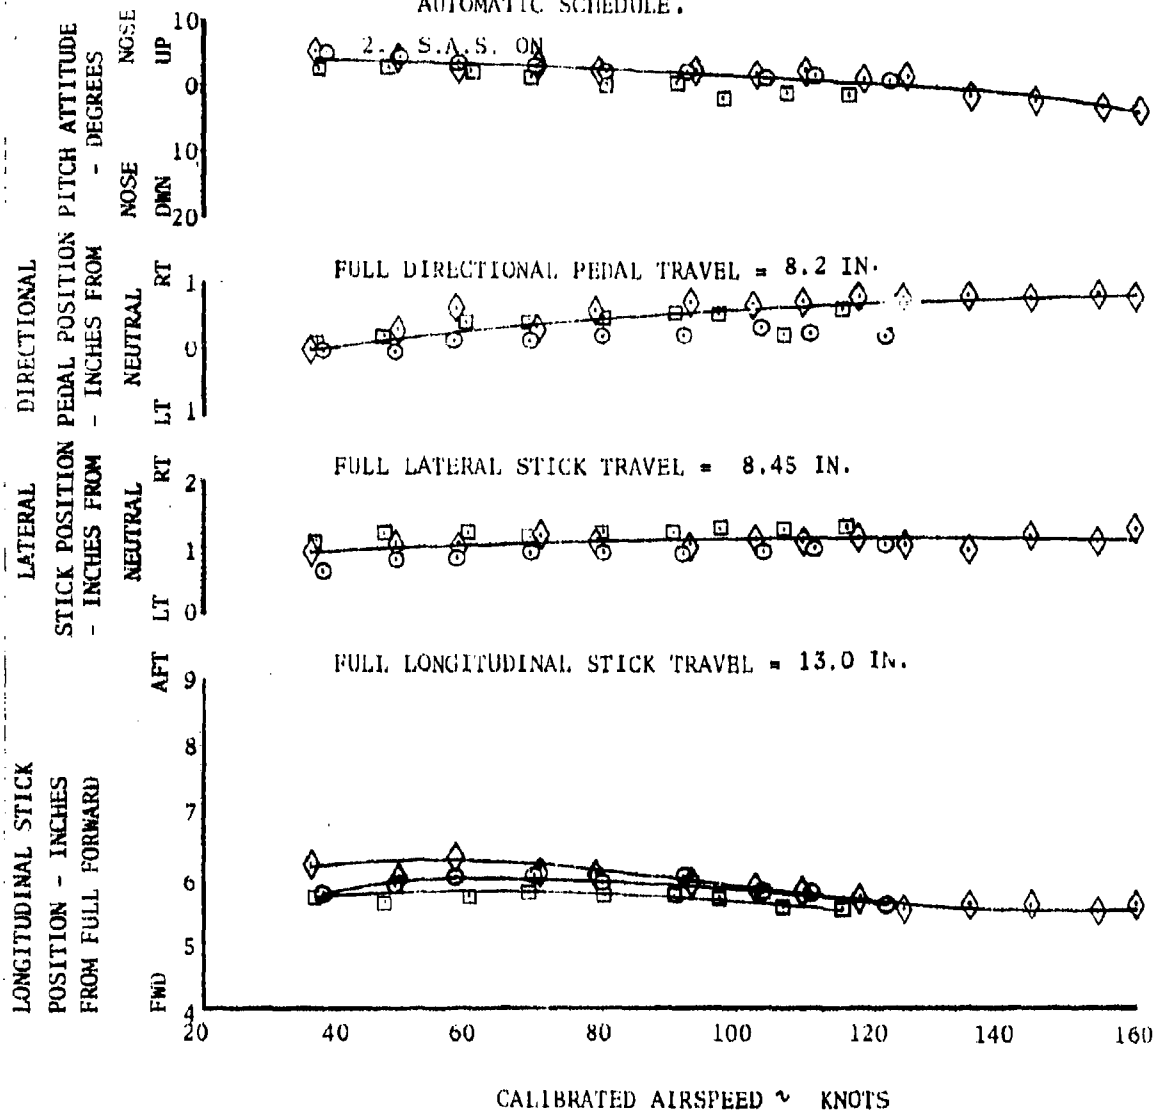 AUTOMATIC SCHEDULE.
2. S.A.S. ON
PITCH ATTITUDE
- DEGREES
NOSE UP
NOSE DWN
10
0
10
20
DIRECTIONAL
PEDAL POSITION
- INCHES FROM
NEUTRAL
LT RT
FULL DIRECTIONAL PEDAL TRAVEL = 8.2 IN.
1
0
1
LATERAL
STICK POSITION
- INCHES FROM
NEUTRAL
LT RT
FULL LATERAL STICK TRAVEL = 8.45 IN.
2
1
0
LONGITUDINAL STICK
POSITION - INCHES
FROM FULL FORWARD
FWD AFT
FULL LONGITUDINAL STICK TRAVEL = 13.0 IN.
9
8
7
6
5
4
20 40 60 80 100 120 140 160
CALIBRATED AIRSPEED ~ KNOTS